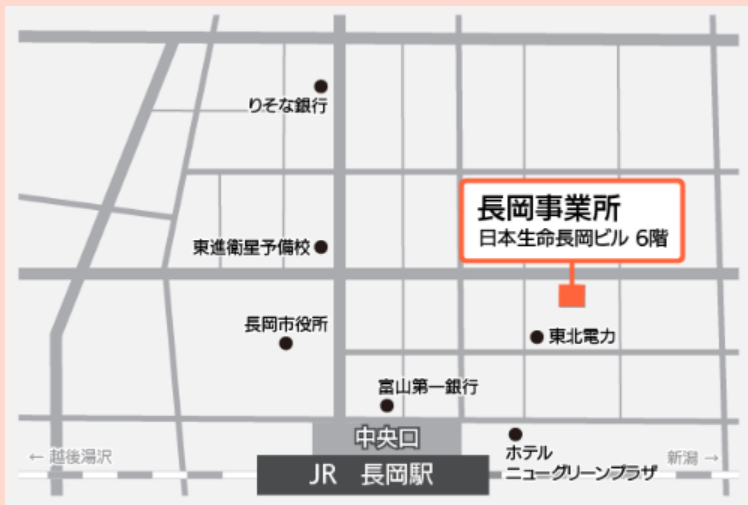 りそな銀行
長岡事業所
日本生命長岡ビル 6階
東進衛星予備校
長岡市役所
東北電力
富山第一銀行
中央口
← 越後湯沢
ホテル
ニューグリーンプラザ
新潟 →
JR 長岡駅